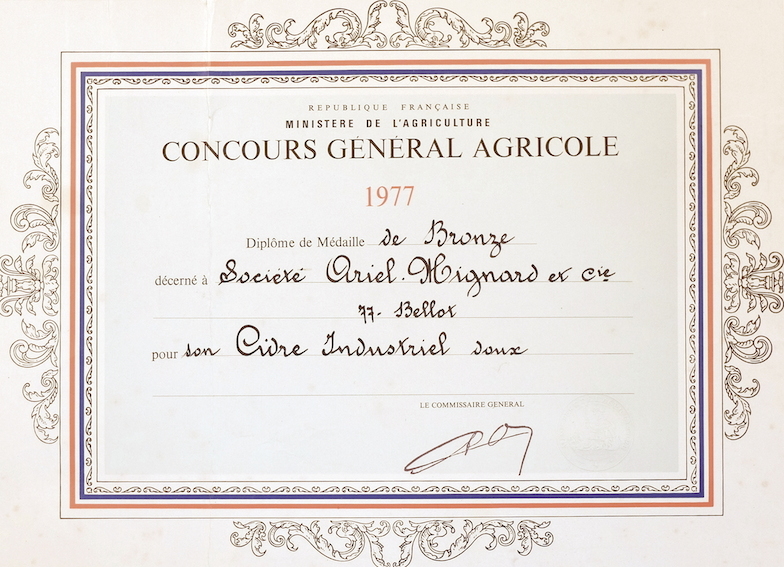 REPUBLIQUE FRANÇAISE
MINISTERE DE L'AGRICULTURE
CONCOURS GÉNÉRAL AGRICOLE
1977
Diplôme de Médaille de Bronze
décerné à Société Ariel. Mignard et Cie
77- Bellot
pour son Cidre Industriel doux
LE COMMISSAIRE GENERAL